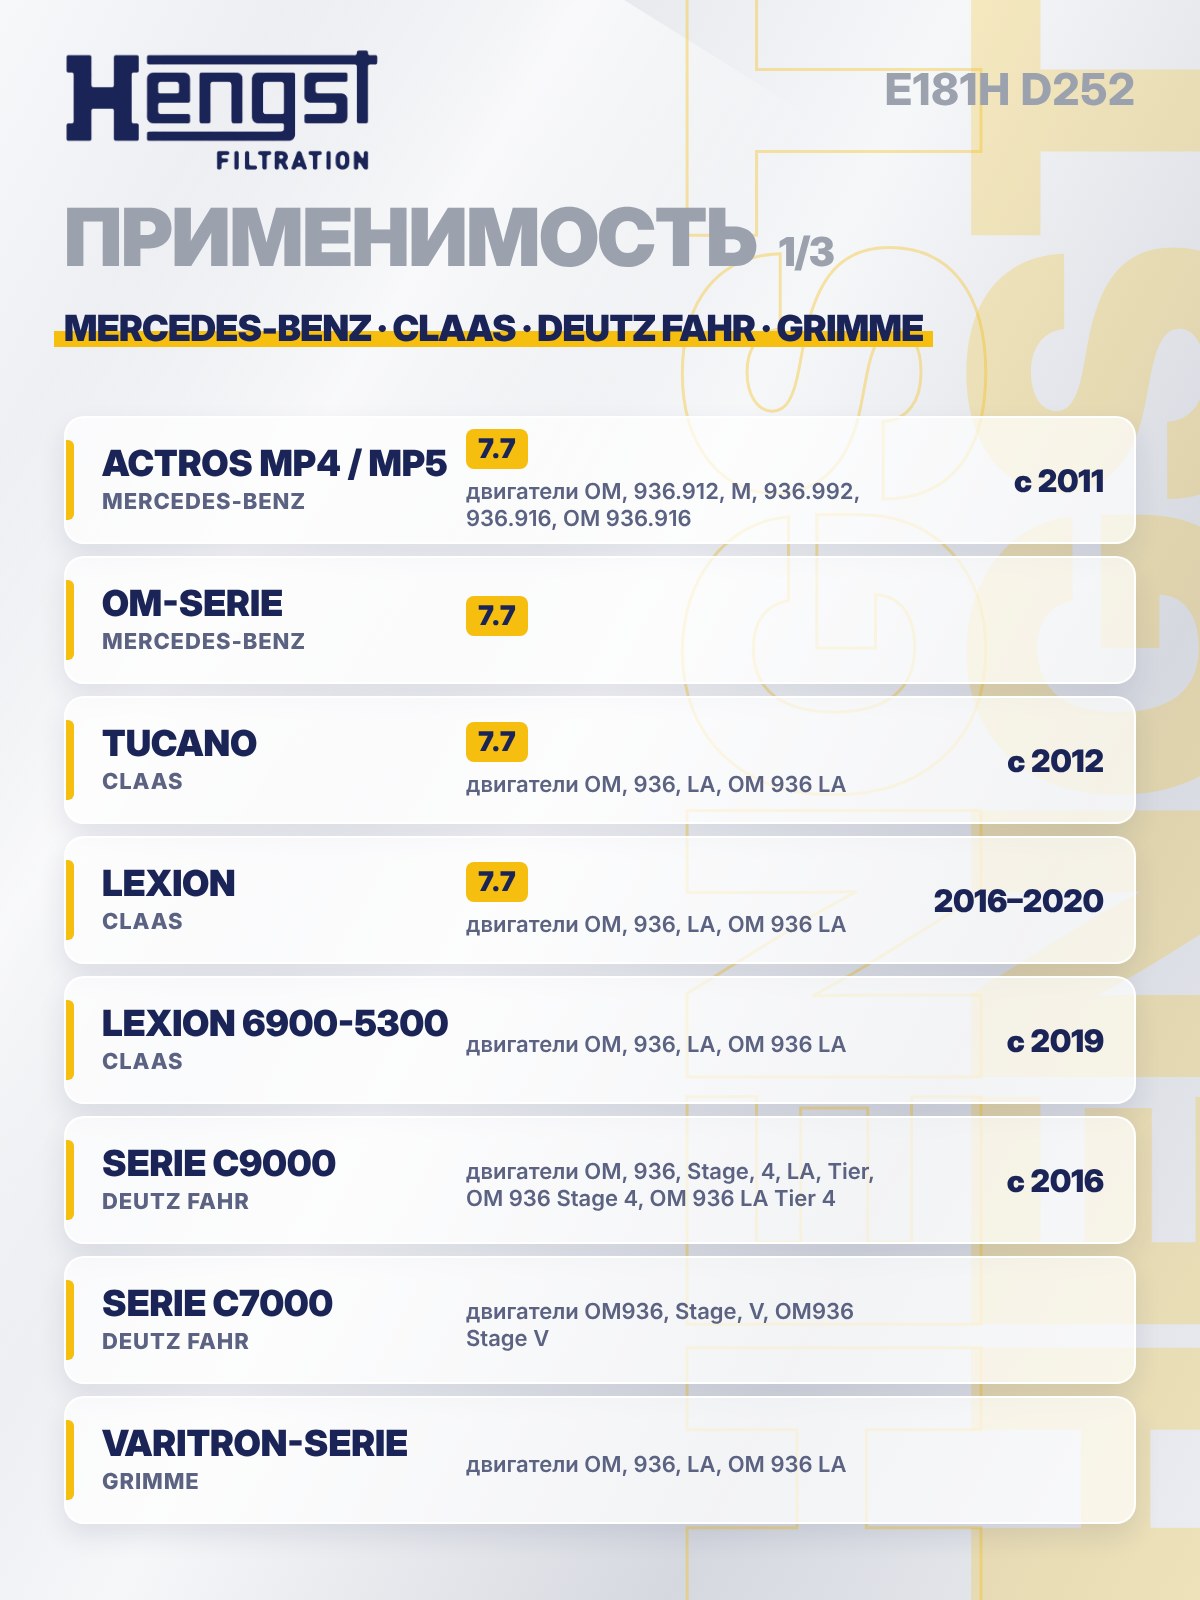 Hengst
FILTRATION
E181H D252
ПРИМЕНИМОСТЬ 1/3
MERCEDES-BENZ · CLAAS · DEUTZ FAHR · GRIMME
ACTROS MP4 / MP5
MERCEDES-BENZ
7.7
двигатели OM, 936.912, M, 936.992,
936.916, OM 936.916
с 2011
OM-SERIE
MERCEDES-BENZ
7.7
TUCANO
CLAAS
7.7
двигатели OM, 936, LA, OM 936 LA
с 2012
LEXION
CLAAS
7.7
двигатели OM, 936, LA, OM 936 LA
2016–2020
LEXION 6900-5300
CLAAS
двигатели OM, 936, LA, OM 936 LA
с 2019
SERIE C9000
DEUTZ FAHR
двигатели OM, 936, Stage, 4, LA, Tier,
OM 936 Stage 4, OM 936 LA Tier 4
с 2016
SERIE C7000
DEUTZ FAHR
двигатели OM936, Stage, V, OM936
Stage V
VARITRON-SERIE
GRIMME
двигатели OM, 936, LA, OM 936 LA
HENGST
HENGST